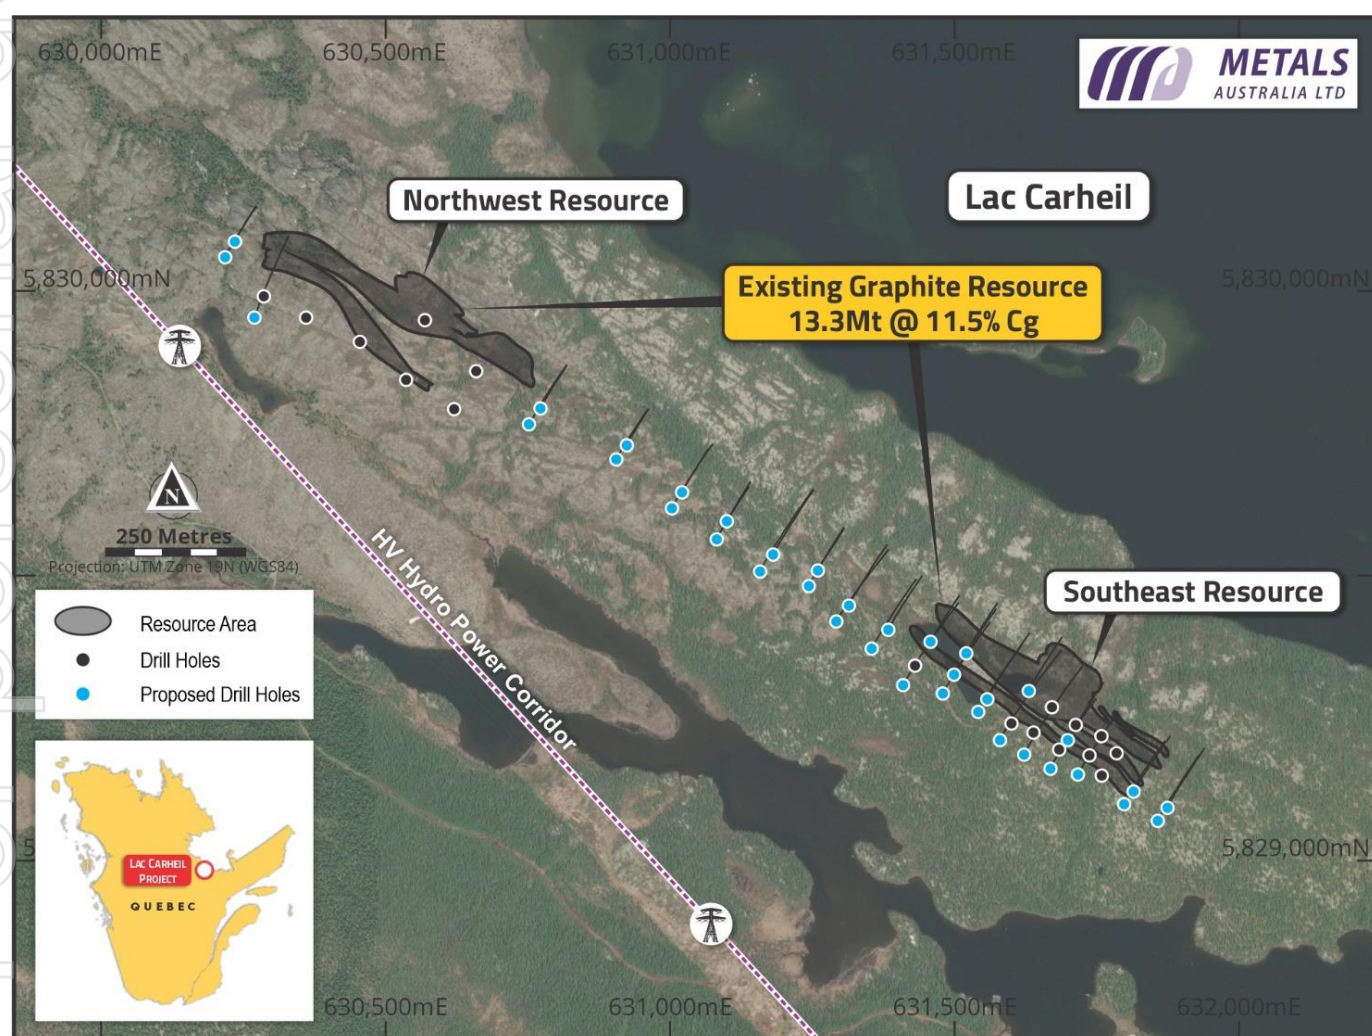 630,000mE
630,500mE
631,000mE
631,500mE
METALS
AUSTRALIA LTD
Northwest Resource
Lac Carheil
5,830,000mN
Existing Graphite Resource
13.3Mt @ 11.5% Cg
5,830,000mN
N
250 Metres
Projection: UTM Zone 19N (WGS84)
HV Hydro Power Corridor
Southeast Resource
Resource Area
Drill Holes
Proposed Drill Holes
LAC CARHEIL
PROJECT
QUEBEC
5,829,000mN
630,500mE
631,000mE
631,500mE
632,000mE